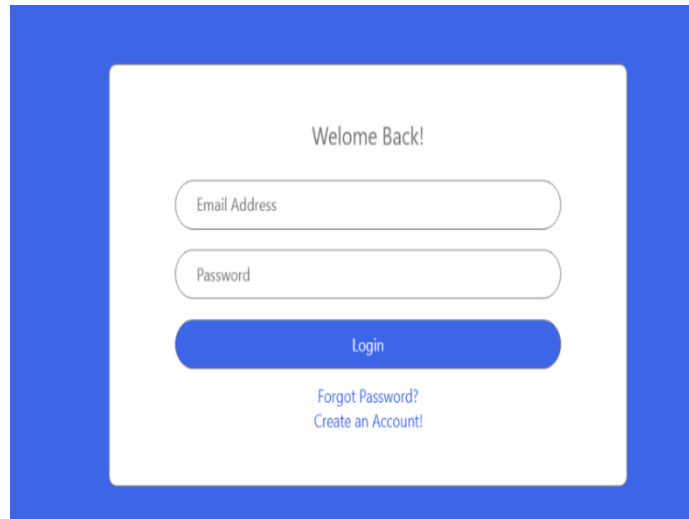 Welome Back!
Email Address
Password
Login
Forgot Password?
Create an Account!